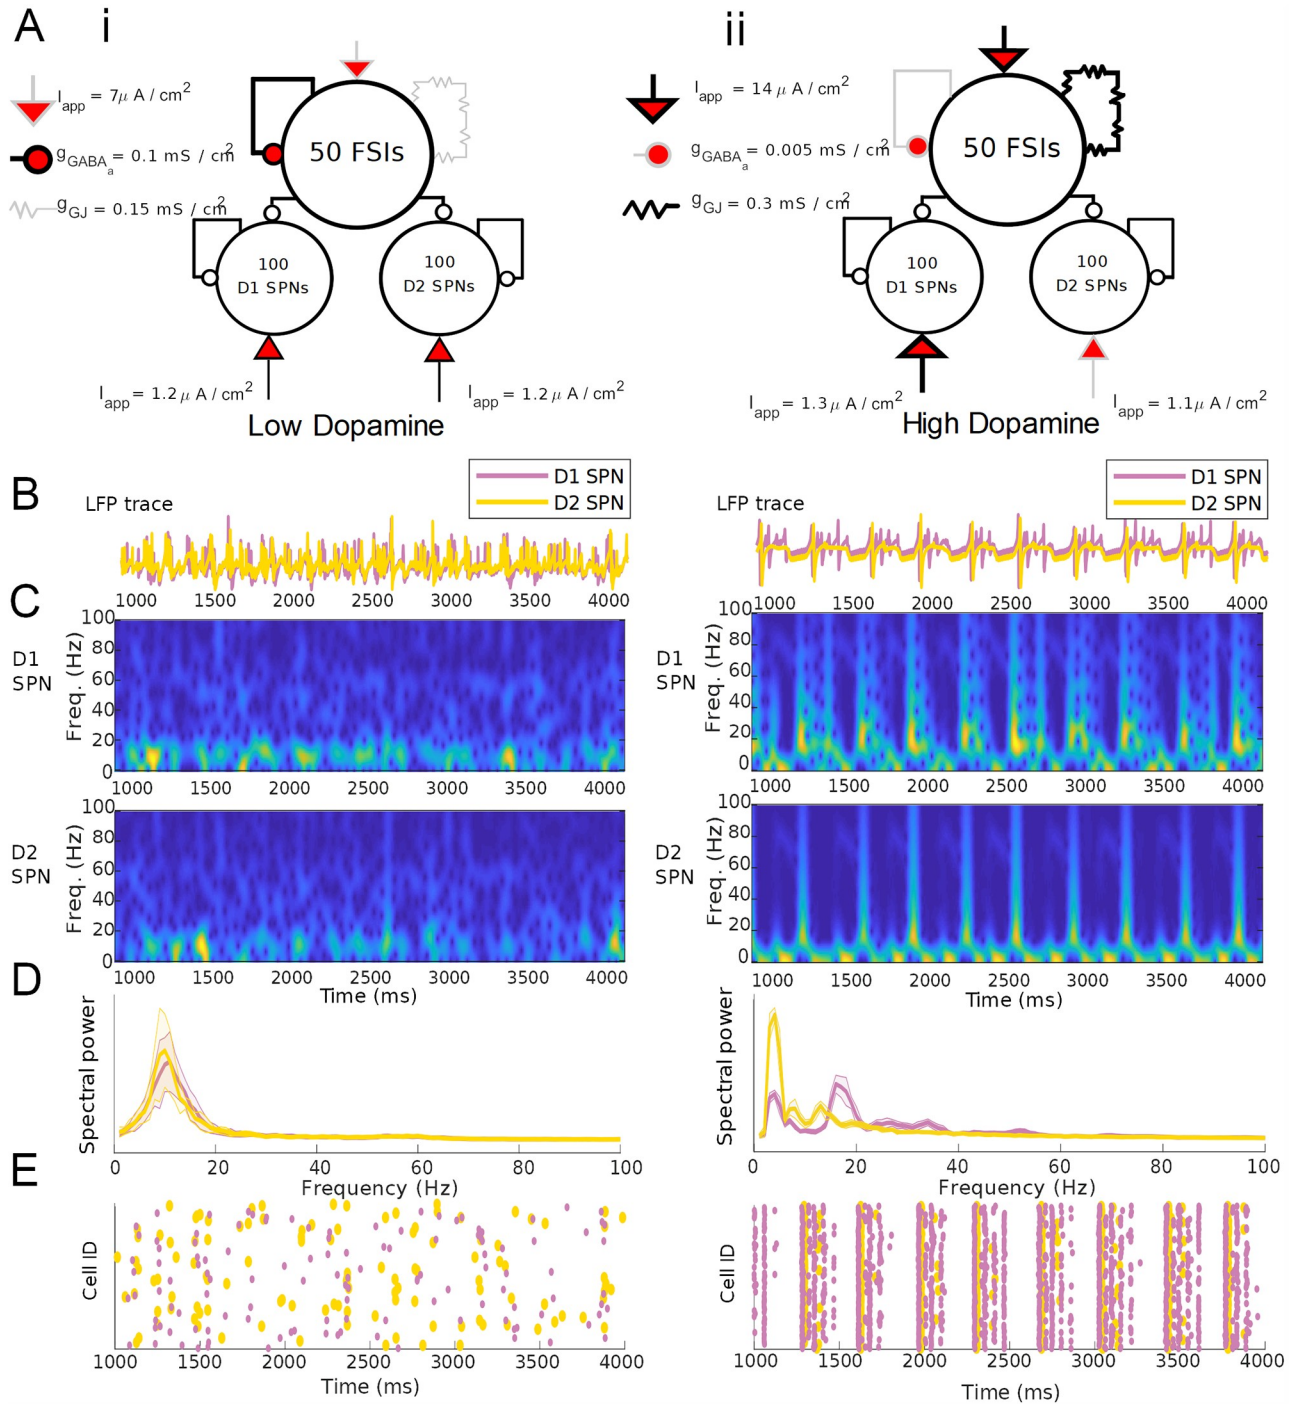 A i
I app = 7μ A / cm2
g GABA a = 0.1 mS / cm2
g GJ = 0.15 mS / cm2
50 FSIs
100
D1 SPNs
100
D2 SPNs
I app = 1.2 μ A / cm2
I app = 1.2 μ A / cm2
Low Dopamine
ii
I app = 14 μ A / cm2
g GABA a = 0.005 mS / cm2
g GJ = 0.3 mS / cm2
50 FSIs
100
D1 SPNs
100
D2 SPNs
I app = 1.3 μ A / cm2
I app = 1.1 μ A / cm2
High Dopamine
B
LFP trace
D1 SPN
D2 SPN
1000 1500 2000 2500 3000 3500 4000
LFP trace
D1 SPN
D2 SPN
1000 1500 2000 2500 3000 3500 4000
C
D1
SPN
Freq. (Hz)
100
80
60
40
20
0
1000 1500 2000 2500 3000 3500 4000
D1
SPN
Freq. (Hz)
100
80
60
40
20
0
1000 1500 2000 2500 3000 3500 4000
D2
SPN
Freq. (Hz)
100
80
60
40
20
0
1000 1500 2000 2500 3000 3500 4000
Time (ms)
D2
SPN
Freq. (Hz)
100
80
60
40
20
0
1000 1500 2000 2500 3000 3500 4000
Time (ms)
D
Spectral power
0 20 40 60 80 100
Frequency (Hz)
Spectral power
0 20 40 60 80 100
Frequency (Hz)
E
Cell ID
1000 1500 2000 2500 3000 3500 4000
Time (ms)
Cell ID
1000 1500 2000 2500 3000 3500 4000
Time (ms)